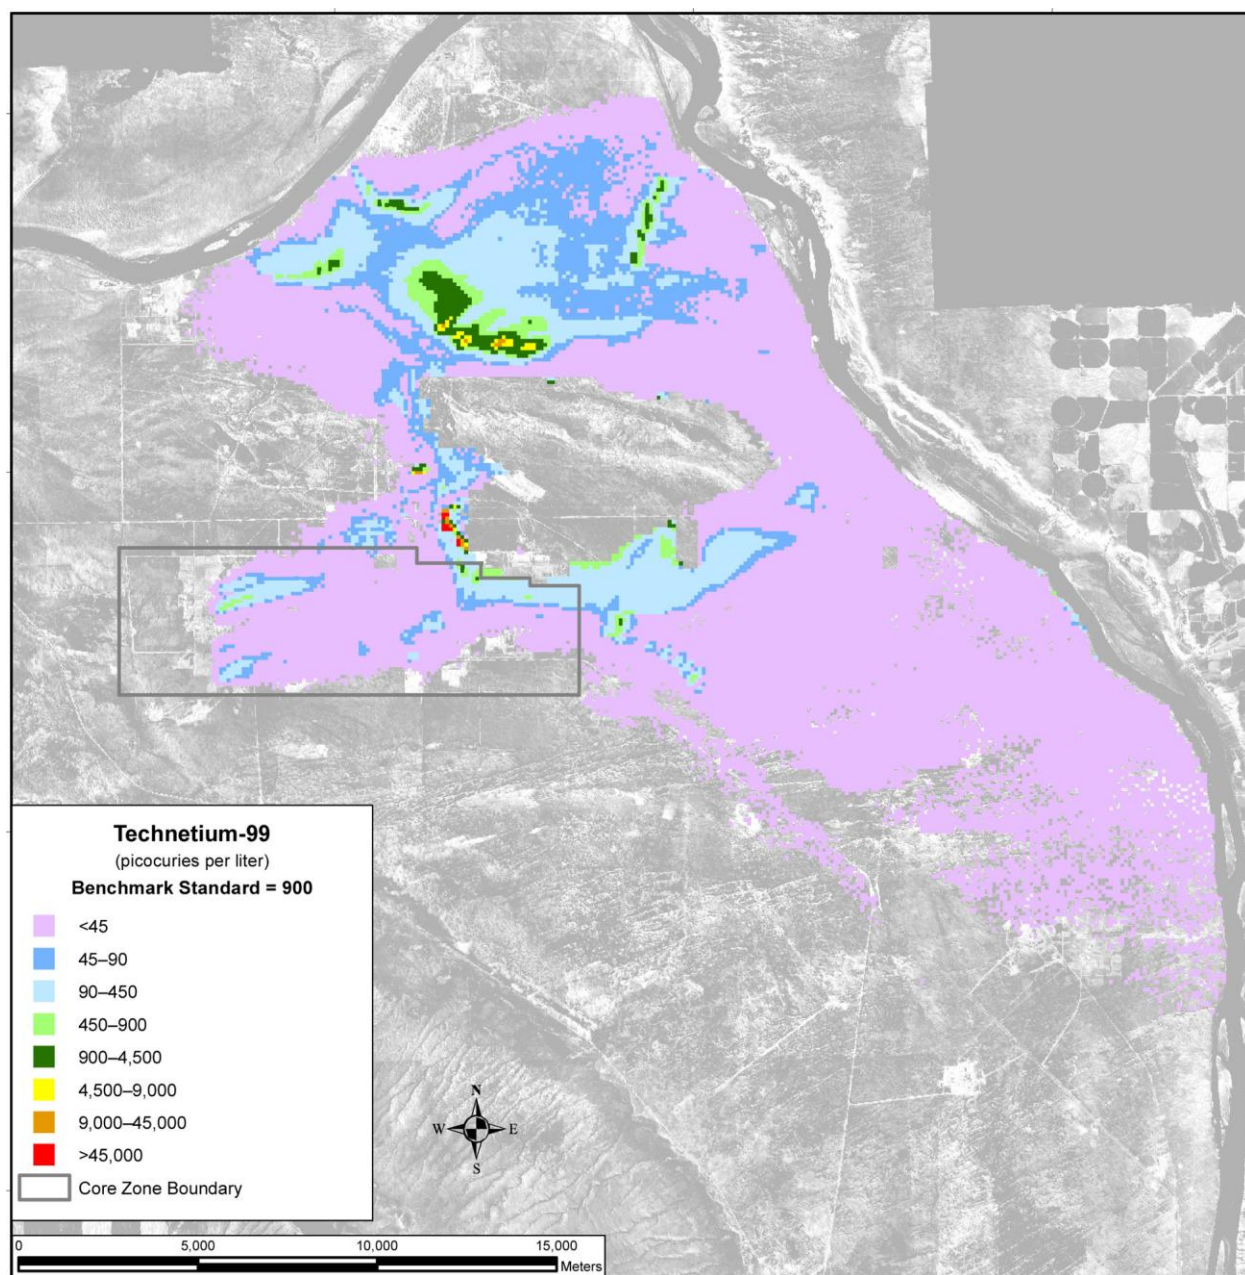 Technetium-99
(picocuries per liter)
Benchmark Standard = 900
<45
45–90
90–450
450–900
900–4,500
4,500–9,000
9,000–45,000
>45,000
Core Zone Boundary
N
W E
S
0 5,000 10,000 15,000
Meters